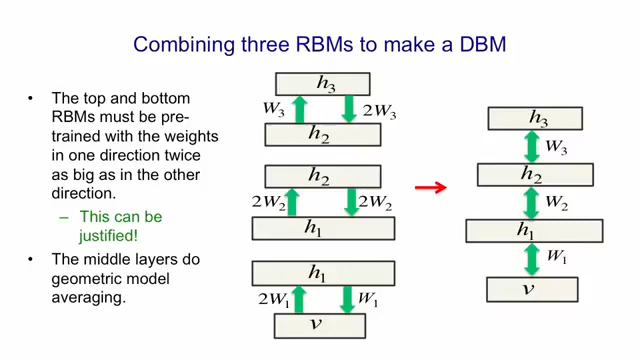 Combining three RBMs to make a DBM
• The top and bottom
RBMs must be pre-
trained with the weights
in one direction twice
as big as in the other
direction.
– This can be
justified!
• The middle layers do
geometric model
averaging.
h₃
W₃ 2W₃
h₂
h₂
2W₂ 2W₂
h₁
h₁
2W₁ W₁
v
h₃
W₃
h₂
W₂
h₁
W₁
v